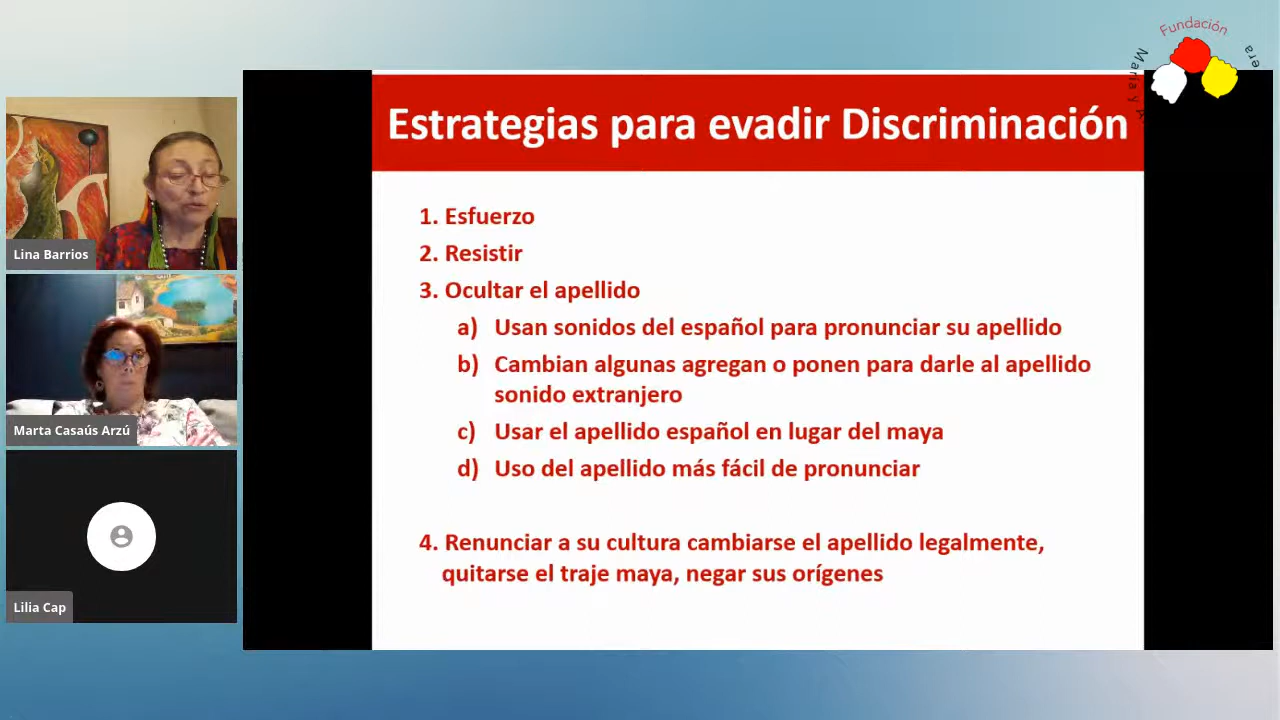 Fundación
María y A
era
Estrategias para evadir Discriminación
1. Esfuerzo
2. Resistir
3. Ocultar el apellido
a) Usan sonidos del español para pronunciar su apellido
b) Cambian algunas agregan o ponen para darle al apellido
sonido extranjero
c) Usar el apellido español en lugar del maya
d) Uso del apellido más fácil de pronunciar
4. Renunciar a su cultura cambiarse el apellido legalmente,
quitarse el traje maya, negar sus orígenes
Lina Barrios
Marta Casaús Arzú
Lilia Cap